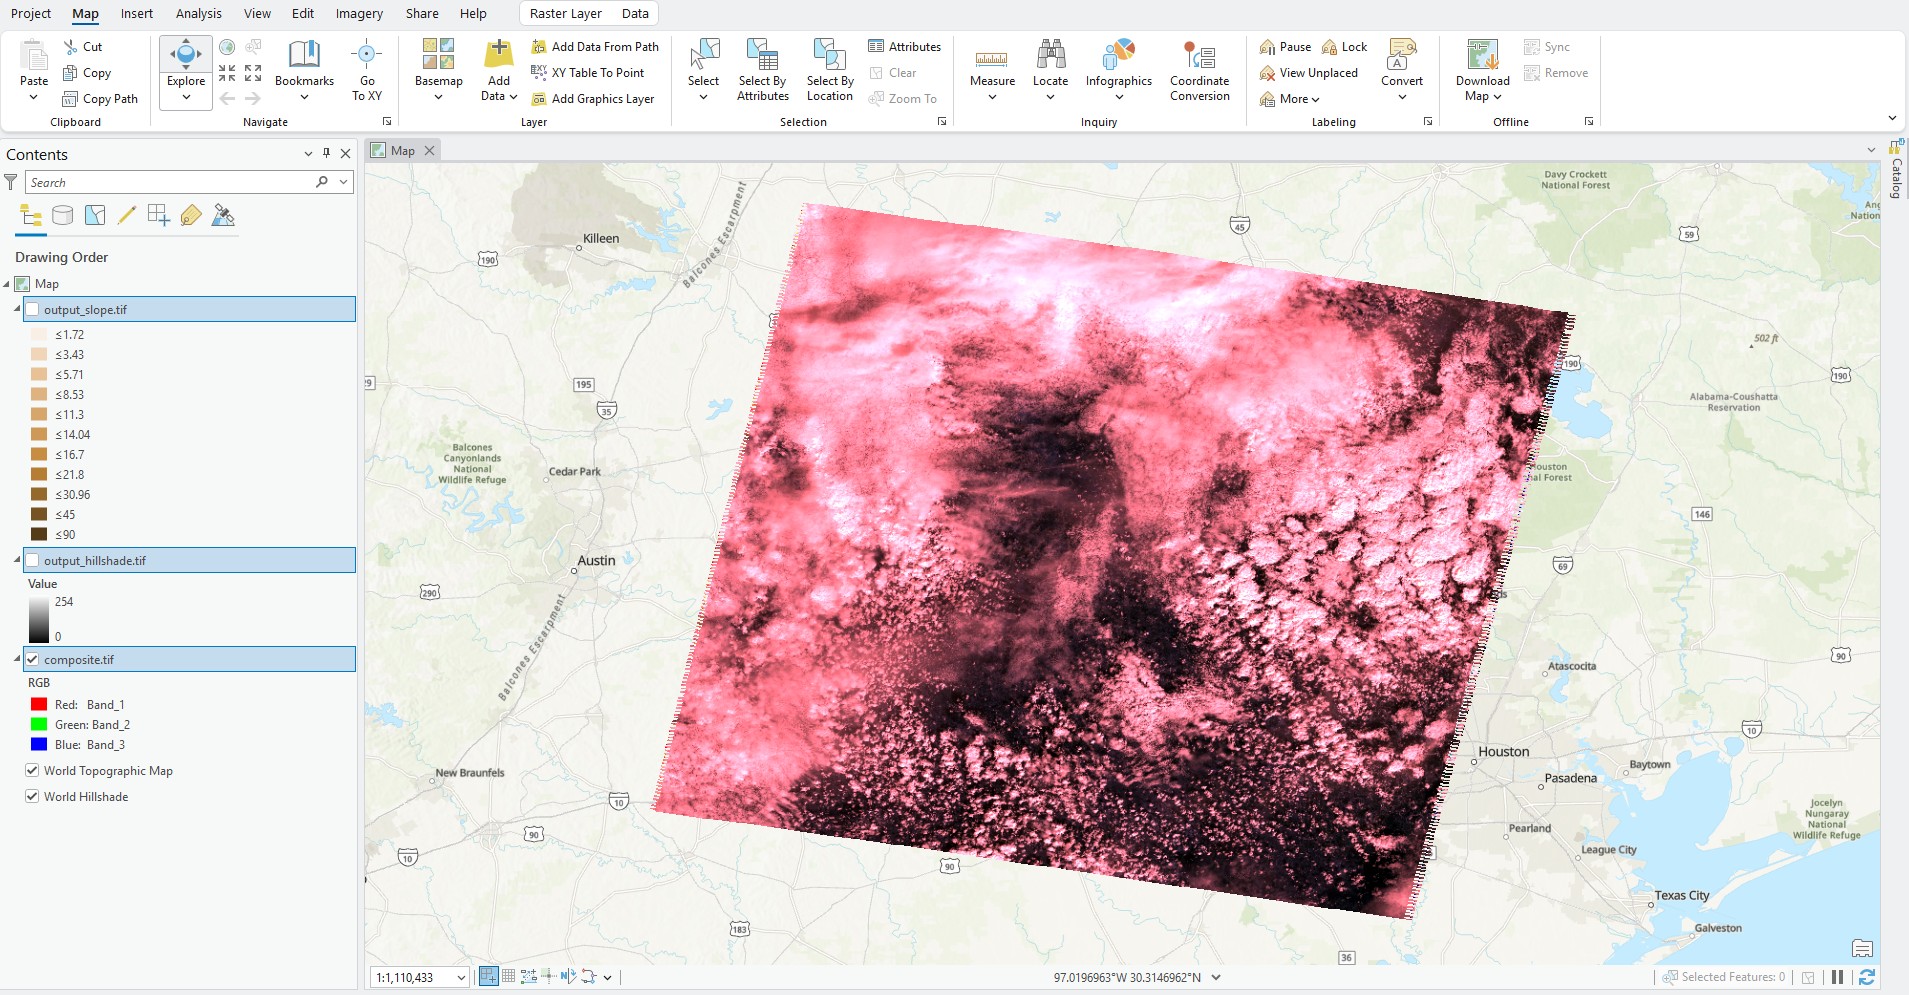 Project Map Insert Analysis View Edit Imagery Share Help Raster Layer Data
Paste
Cut
Copy
Copy Path
Clipboard
Explore
Bookmarks
Go
To XY
Navigate
Basemap
Add
Data
Add Data From Path
XY Table To Point
Add Graphics Layer
Layer
Select
Select By
Attributes
Select By
Location
Attributes
Clear
Zoom To
Selection
Measure
Locate
Infographics
Coordinate
Conversion
Inquiry
Pause
Lock
View Unplaced
More
Convert
Labeling
Download
Map
Sync
Remove
Offline
Contents
Search
Drawing Order
Map
output_slope.tif
≤1.72
≤3.43
≤5.71
≤8.53
≤11.3
≤14.04
≤16.7
≤21.8
≤30.96
≤45
≤90
output_hillshade.tif
Value
254
0
composite.tif
RGB
Red: Band_1
Green: Band_2
Blue: Band_3
World Topographic Map
World Hillshade
Map
Catalog
Davy Crockett
National Forest
Killeen
190
Balcones Escarpment
45
59
502 ft
190
190
195
35
29
Alabama-Coushatta
Reservation
Balcones
Canyonlands
National
Wildlife Refuge
Cedar Park
146
Austin
290
69
Balcones Escarpment
Atascocita
90
New Braunfels
10
90
10
90
183
36
10
Houston
Baytown
Pasadena
Pearland
League City
Jocelyn
Nungaray
National
Wildlife Refuge
Texas City
Galveston
1:1,110,433
97.0196963°W 30.3146962°N
Selected Features: 0